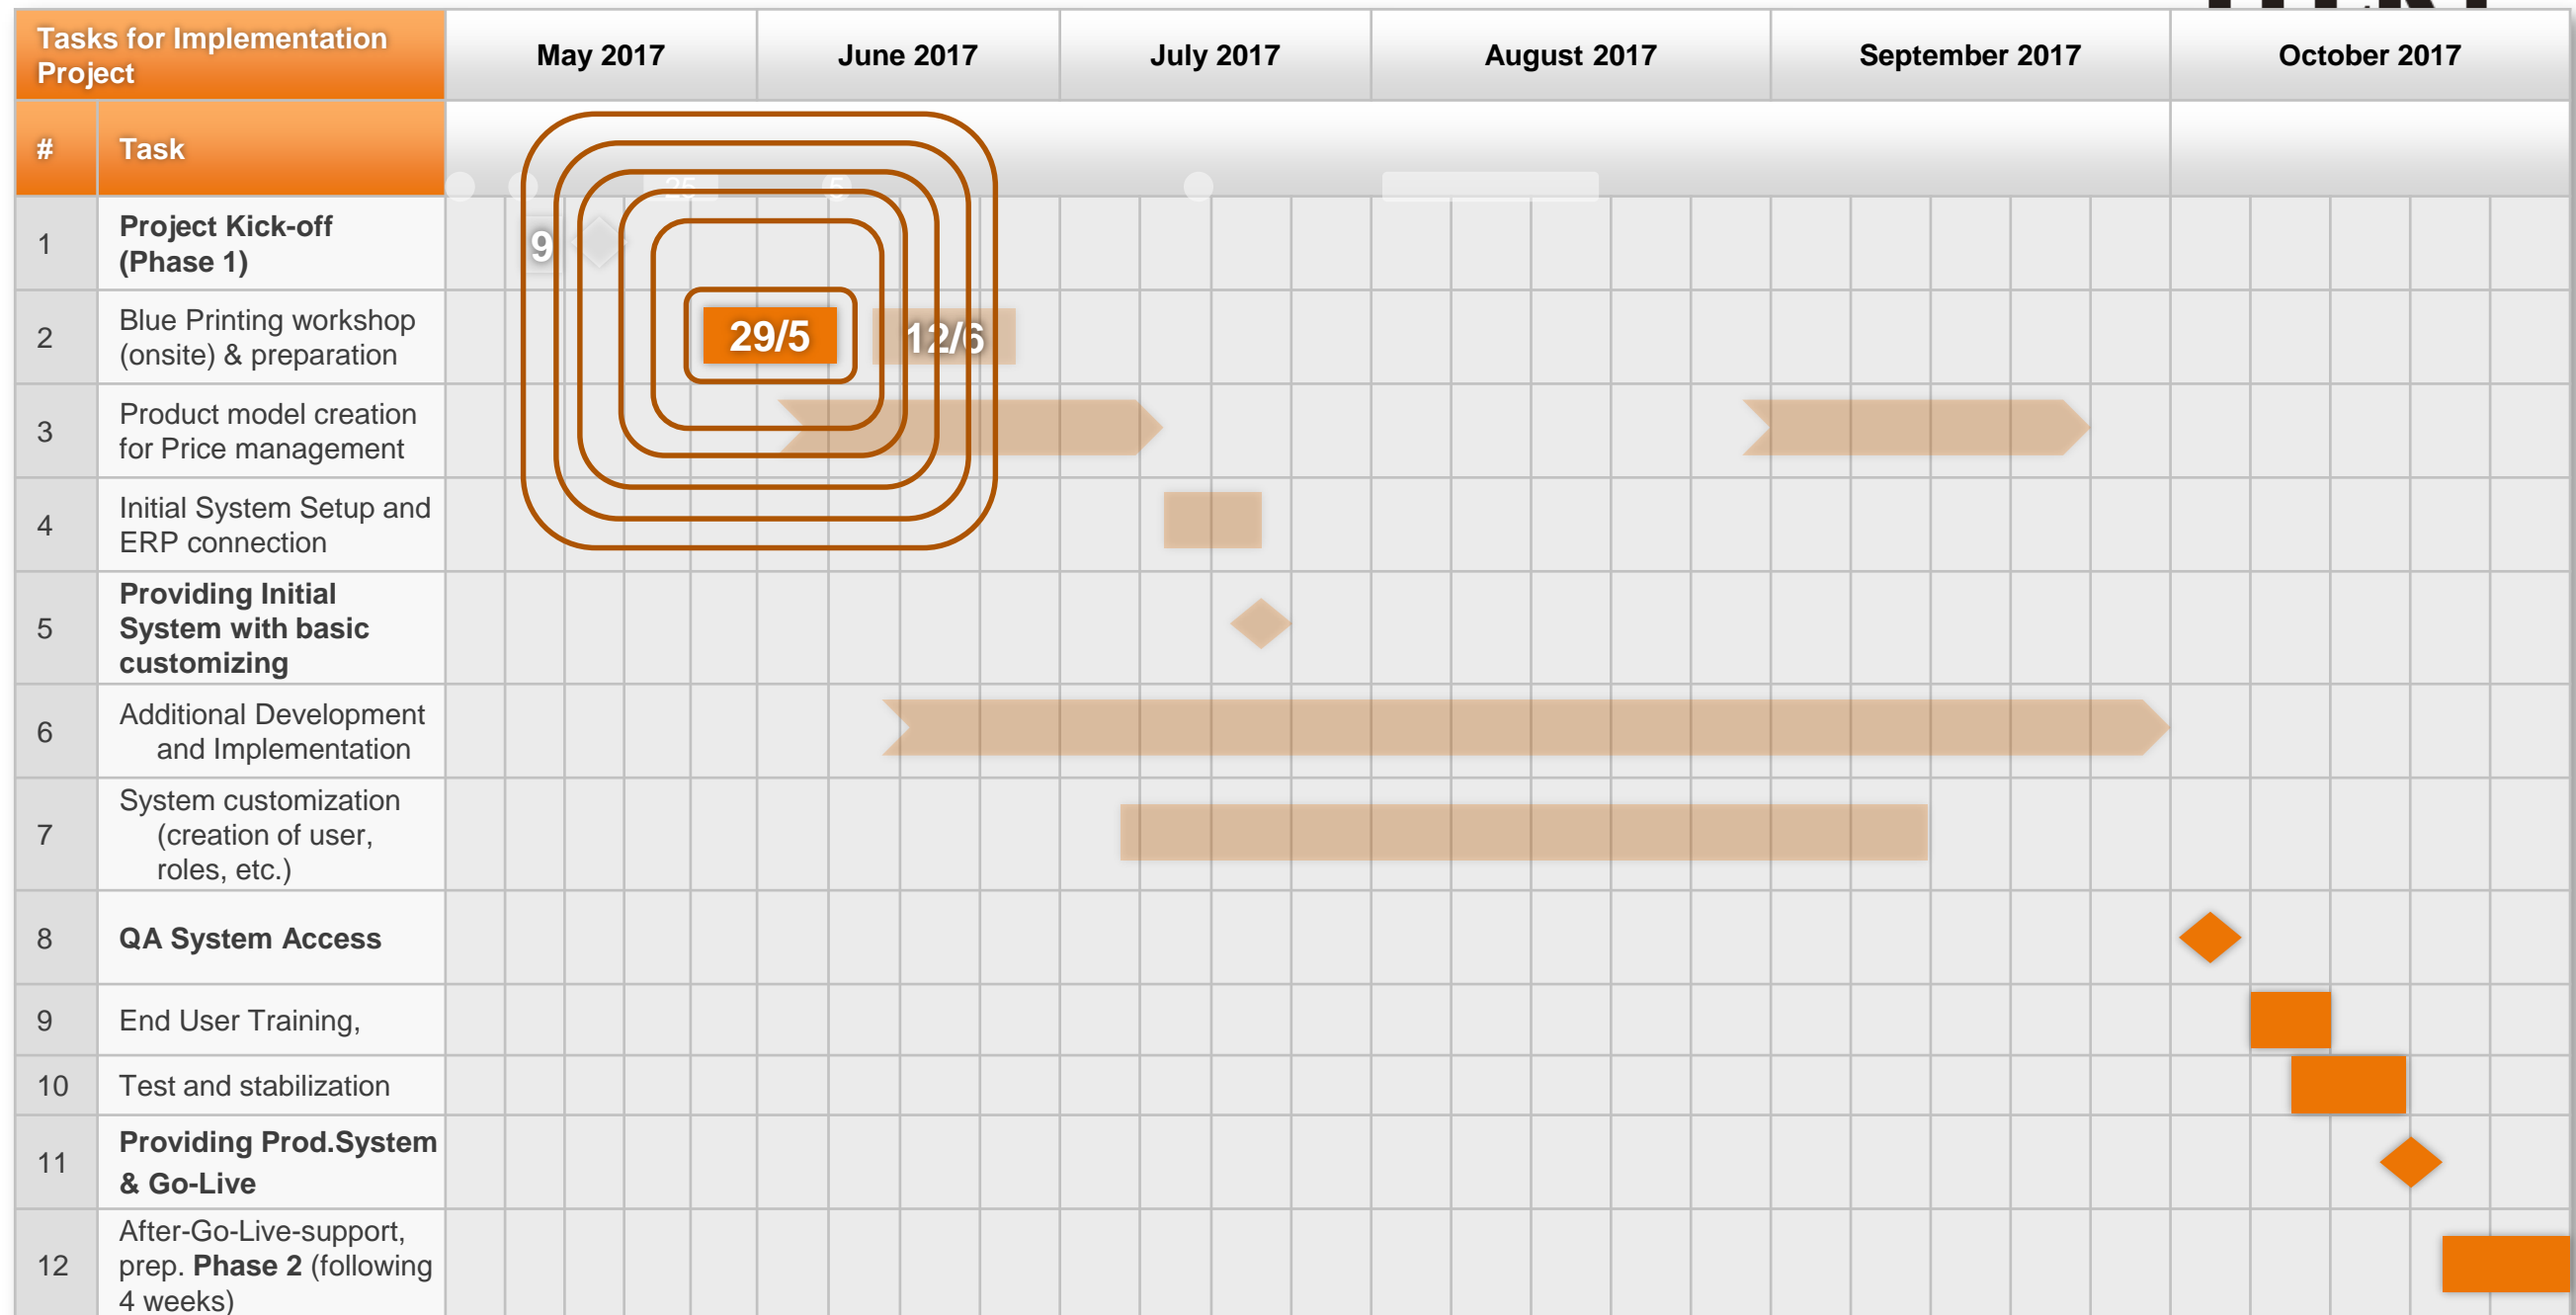 Tasks for Implementation
Project
May 2017
June 2017
July 2017
August 2017
September 2017
October 2017
#
Task
25
5
1
Project Kick-off
(Phase 1)
9
2
Blue Printing workshop
(onsite) & preparation
29/5
12/6
3
Product model creation
for Price management
4
Initial System Setup and
ERP connection
5
Providing Initial
System with basic
customizing
6
Additional Development
and Implementation
7
System customization
(creation of user,
roles, etc.)
8
QA System Access
9
End User Training,
10
Test and stabilization
11
Providing Prod.System
& Go-Live
12
After-Go-Live-support,
prep. Phase 2 (following
4 weeks)